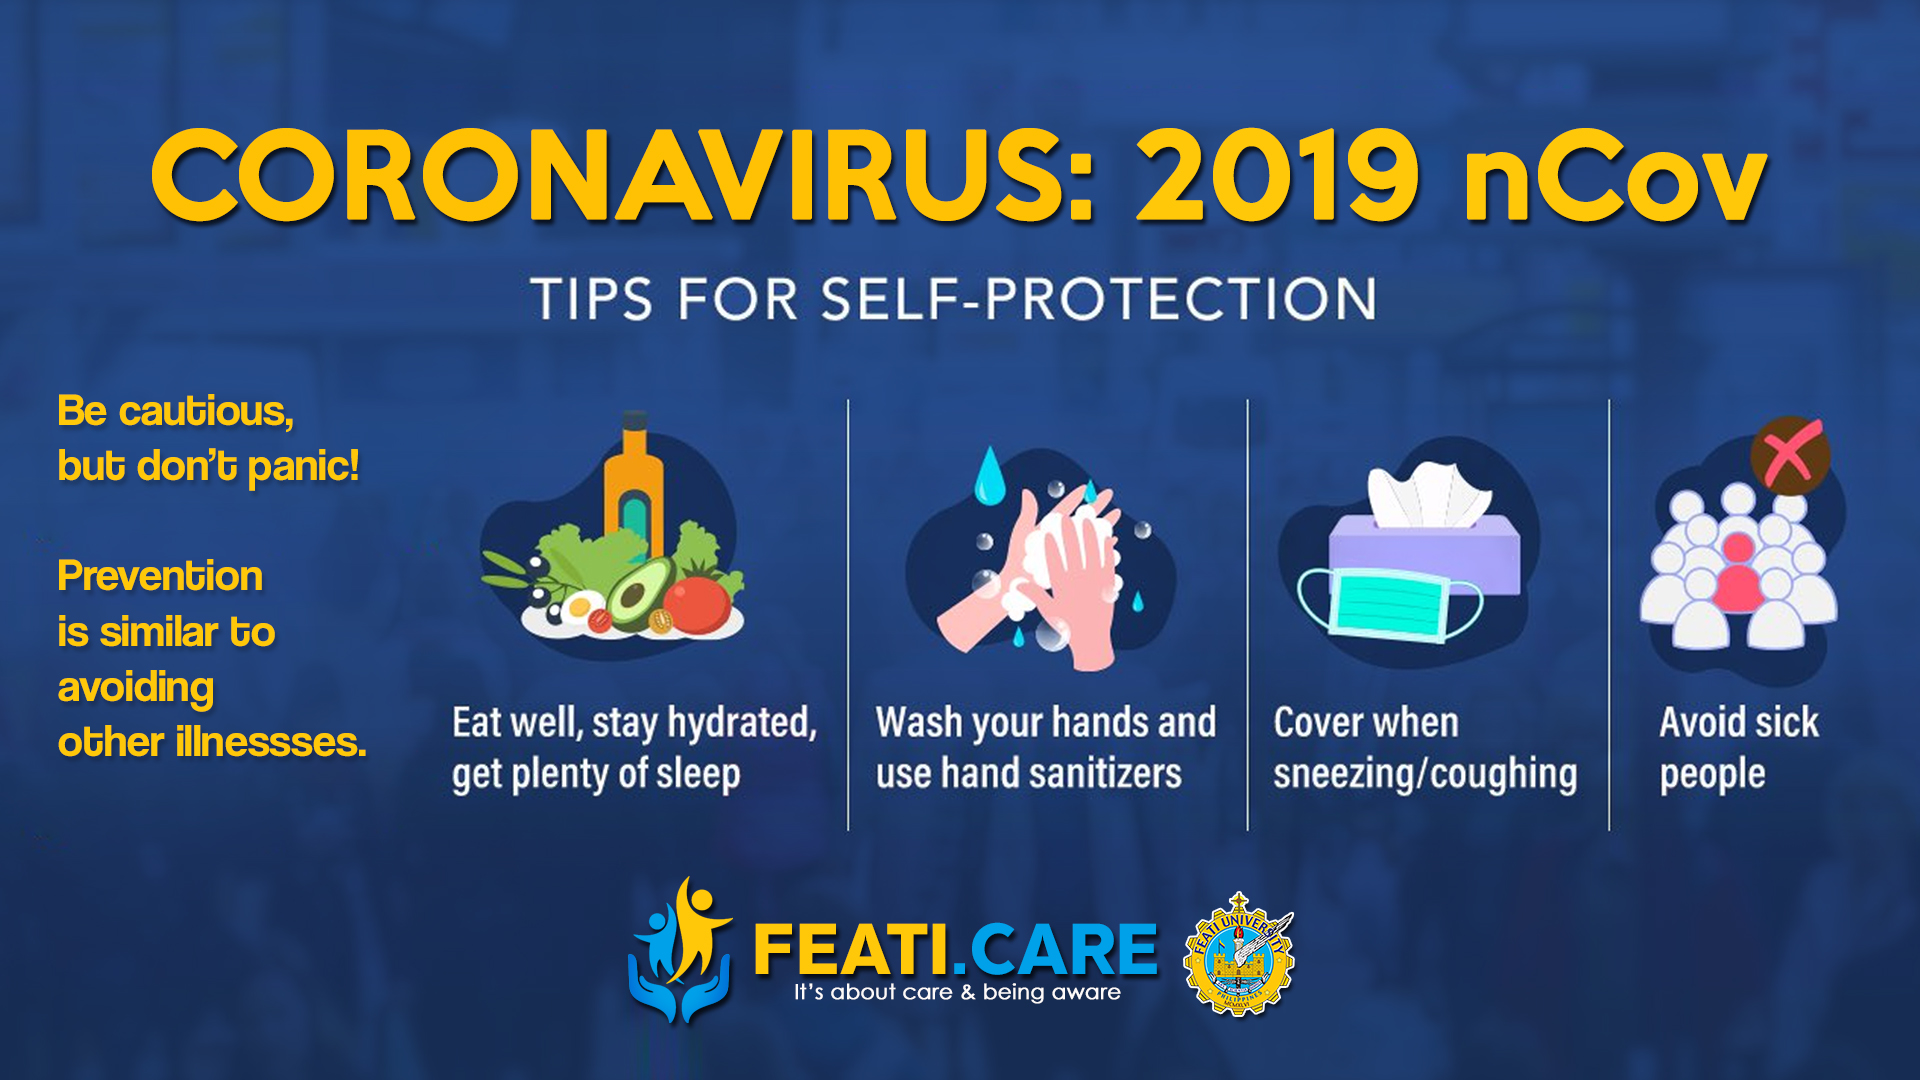 CORONAVIRUS: 2019 nCov
TIPS FOR SELF-PROTECTION
Be cautious,
but don't panic!
Prevention
is similar to
avoiding
other illnessses.
Eat well, stay hydrated,
get plenty of sleep
Wash your hands and
use hand sanitizers
Cover when
sneezing/coughing
Avoid sick
people
FEATI.CARE
It's about care & being aware
FEATI UNIVERSITY
PHILIPPINES
MCMXLVI